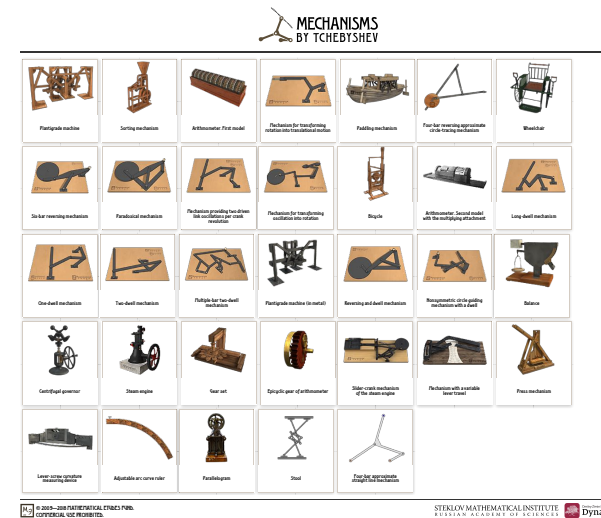 MECHANISMS
BY TCHEBYSHEV
Plantigrade machine
Sorting mechanism
Arithmometer. First model
Mechanism for transforming
rotation into translational motion
Paddling mechanism
Four-bar reversing approximate
circle-tracing mechanism
Wheelchair
Six-bar reversing mechanism
Paradoxical mechanism
Mechanism providing two driven
link oscillations per crank
revolution
Mechanism for transforming
oscillation into rotation
Bicycle
Arithmometer. Second model
with the multiplying attachment
Long-dwell mechanism
One-dwell mechanism
Two-dwell mechanism
Multiple-bar two-dwell
mechanism
Plantigrade machine (in metal)
Reversing and dwell mechanism
Nonsymmetric circle guiding
mechanism with a dwell
Balance
Centrifugal governor
Steam engine
Gear set
Epicyclic gear of arithmometer
Slider-crank mechanism
of the steam engine
Mechanism with a variable
lever travel
Press mechanism
Lever-screw curvature
measuring device
Adjustable arc curve ruler
Parallelogram
Stool
Four-bar approximate
straight line mechanism
© 2009–2018 MATHEMATICAL ETUDES FUND.
COMMERCIAL USE PROHIBITED.
STEKLOV MATHEMATICAL INSTITUTE
RUSSIAN ACADEMY OF SCIENCES
Dyna